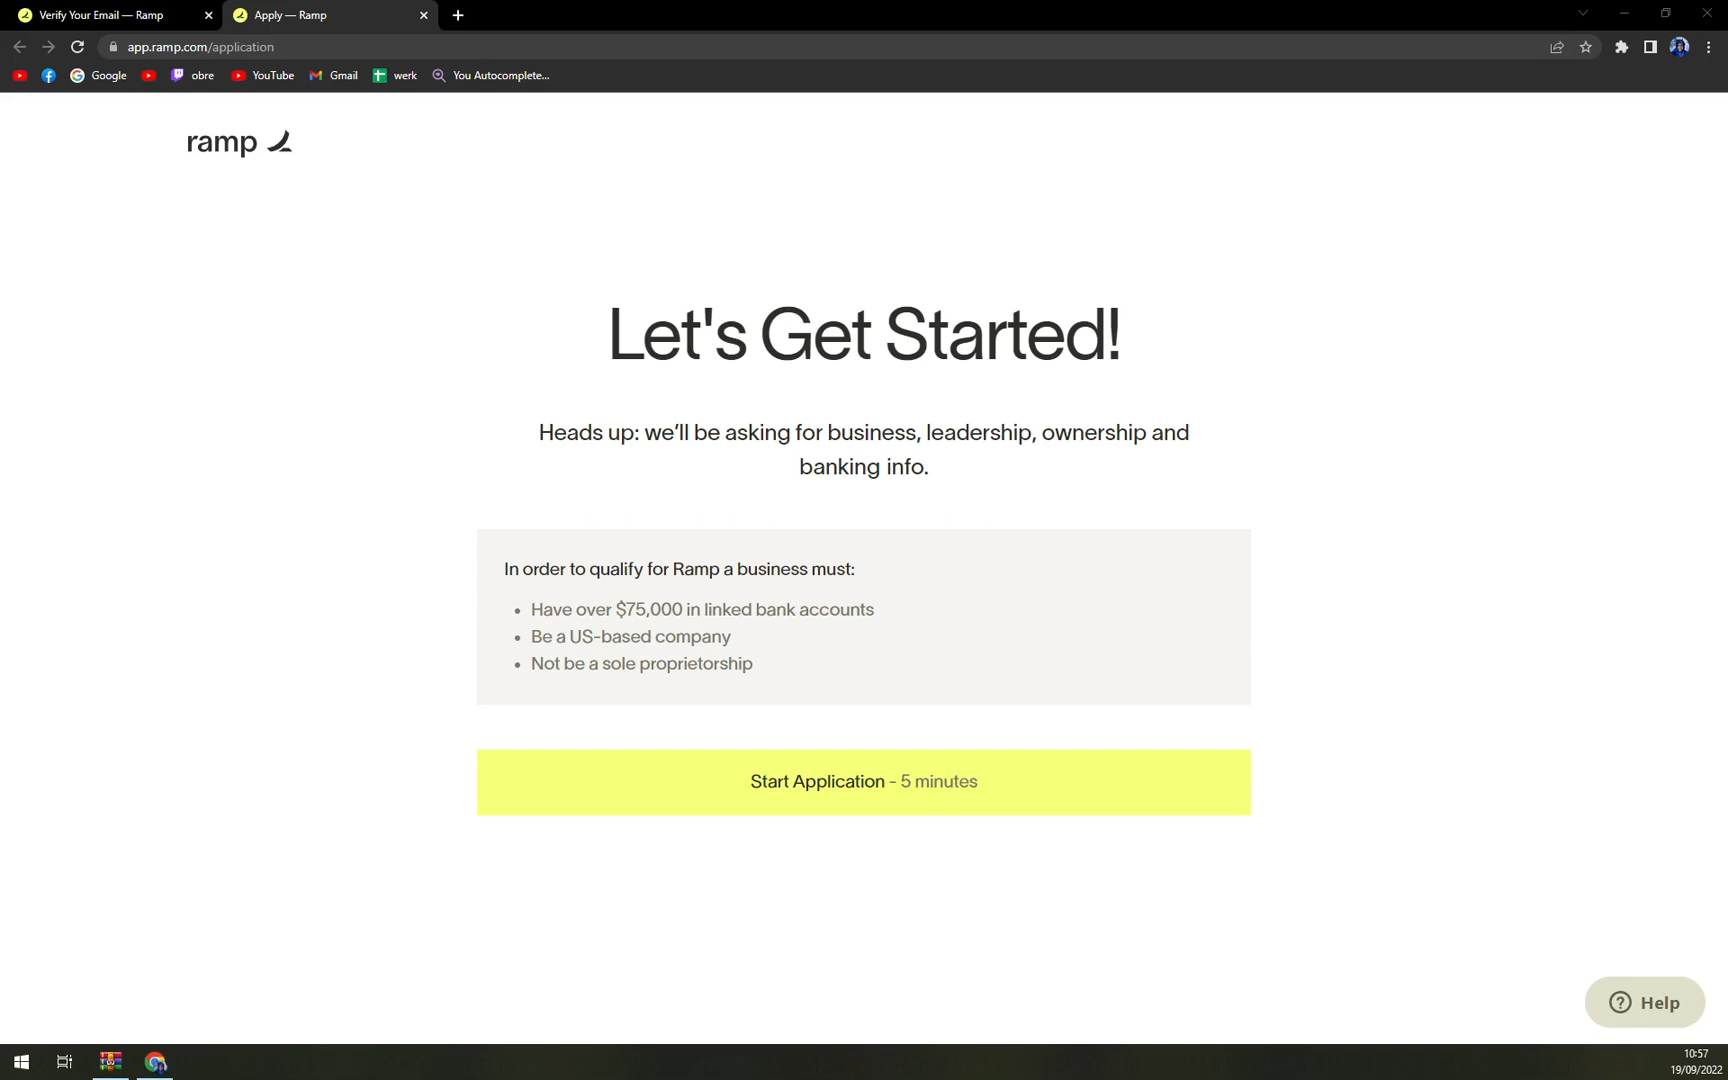 Verify Your Email — Ramp
Apply — Ramp
app.ramp.com/application
Google
obre
YouTube
Gmail
werk
You Autocomplete...
ramp
Let's Get Started!
Heads up: we’ll be asking for business, leadership, ownership and
banking info.
In order to qualify for Ramp a business must:
• Have over $75,000 in linked bank accounts
• Be a US-based company
• Not be a sole proprietorship
Start Application - 5 minutes
Help
10:57
19/09/2022